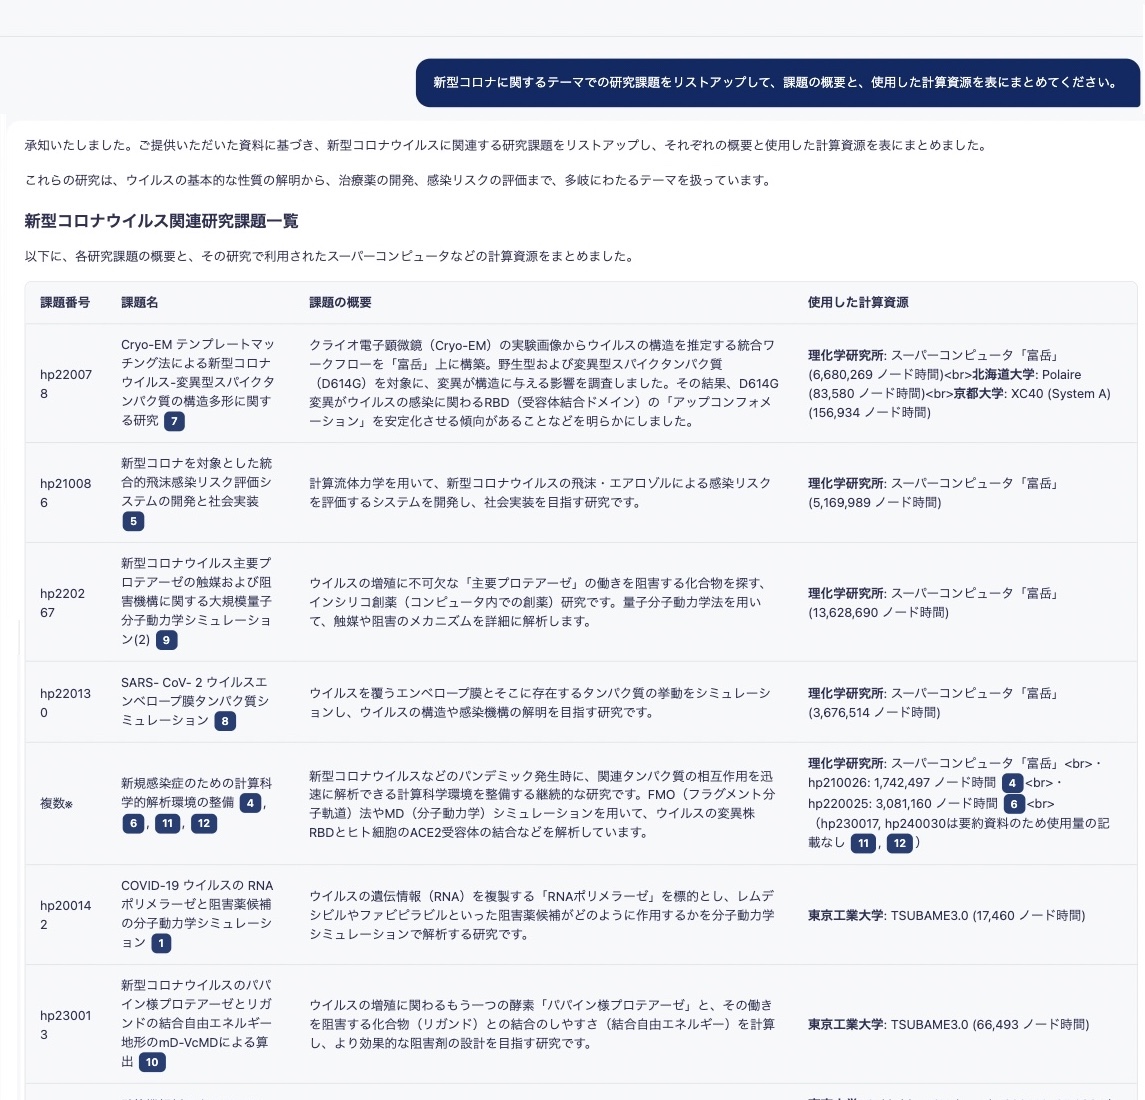 新型コロナに関するテーマでの研究課題をリストアップして、課題の概要と、使用した計算資源を表にまとめてください。
承知いたしました。ご提供いただいた資料に基づき、新型コロナウイルスに関連する研究課題をリストアップし、それぞれの概要と使用した計算資源を表にまとめました。
これらの研究は、ウイルスの基本的な性質の解明から、治療薬の開発、感染リスクの評価まで、多岐にわたるテーマを扱っています。
新型コロナウイルス関連研究課題一覧
以下に、各研究課題の概要と、その研究で利用されたスーパーコンピュータなどの計算資源をまとめました。
課題番号
課題名
課題の概要
使用した計算資源
hp22007
8
Cryo-EM テンプレートマッ
チング法による新型コロナ
ウイルス-変異型スパイクタ
ンパク質の構造多形に関す
る研究 7
クライオ電子顕微鏡（Cryo-EM）の実験画像からウイルスの構造を推定する統合ワ
ークフローを「富岳」上に構築。野生型および変異型スパイクタンパク質
（D614G）を対象に、変異が構造に与える影響を調査しました。その結果、D614G
変異がウイルスの感染に関わるRBD（受容体結合ドメイン）の「アップコンフォメ
ーション」を安定化させる傾向があることなどを明らかにしました。
理化学研究所: スーパーコンピュータ「富岳」
(6,680,269 ノード時間)<br>北海道大学: Polaire
(83,580 ノード時間)<br>京都大学: XC40 (System A)
(156,934 ノード時間)
hp21008
6
新型コロナを対象とした統
合的飛沫感染リスク評価シ
ステムの開発と社会実装
5
計算流体力学を用いて、新型コロナウイルスの飛沫・エアロゾルによる感染リスク
を評価するシステムを開発し、社会実装を目指す研究です。
理化学研究所: スーパーコンピュータ「富岳」
(5,169,989 ノード時間)
hp2202
67
新型コロナウイルス主要プ
ロテアーゼの触媒および阻
害機構に関する大規模量子
分子動力学シミュレーショ
ン(2) 9
ウイルスの増殖に不可欠な「主要プロテアーゼ」の働きを阻害する化合物を探す、
インシリコ創薬（コンピュータ内での創薬）研究です。量子分子動力学法を用い
て、触媒や阻害のメカニズムを詳細に解析します。
理化学研究所: スーパーコンピュータ「富岳」
(13,628,690 ノード時間)
hp22013
0
SARS- CoV- 2 ウイルスエ
ンベロープ膜タンパク質シ
ミュレーション 8
ウイルスを覆うエンベロープ膜とそこに存在するタンパク質の挙動をシミュレーシ
ョンし、ウイルスの構造や感染機構の解明を目指す研究です。
理化学研究所: スーパーコンピュータ「富岳」
(3,676,514 ノード時間)
複数※
新規感染症のための計算科
学的解析環境の整備 4 ,
6 , 11 , 12
新型コロナウイルスなどのパンデミック発生時に、関連タンパク質の相互作用を迅
速に解析できる計算科学環境を整備する継続的な研究です。FMO（フラグメント分
子軌道）法やMD（分子動力学）シミュレーションを用いて、ウイルスの変異株
RBDとヒト細胞のACE2受容体の結合などを解析しています。
理化学研究所: スーパーコンピュータ「富岳」<br>・
hp210026: 1,742,497 ノード時間 4 <br>・
hp220025: 3,081,160 ノード時間 6 <br>
（hp230017, hp240030は要約資料のため使用量の記
載なし 11 , 12 ）
hp20014
2
COVID-19 ウイルスの RNA
ポリメラーゼと阻害薬候補
の分子動力学シミュレーシ
ョン 1
ウイルスの遺伝情報（RNA）を複製する「RNAポリメラーゼ」を標的とし、レムデ
シビルやファビピラビルといった阻害薬候補がどのように作用するかを分子動力学
シミュレーションで解析する研究です。
東京工業大学: TSUBAME3.0 (17,460 ノード時間)
hp23001
3
新型コロナウイルスのパパ
イン様プロテアーゼとリガ
ンドの結合自由エネルギー
地形のmD-VcMDによる算
出 10
ウイルスの増殖に関わるもう一つの酵素「パパイン様プロテアーゼ」と、その働き
を阻害する化合物（リガンド）との結合のしやすさ（結合自由エネルギー）を計算
し、より効果的な阻害剤の設計を目指す研究です。
東京工業大学: TSUBAME3.0 (66,493 ノード時間)